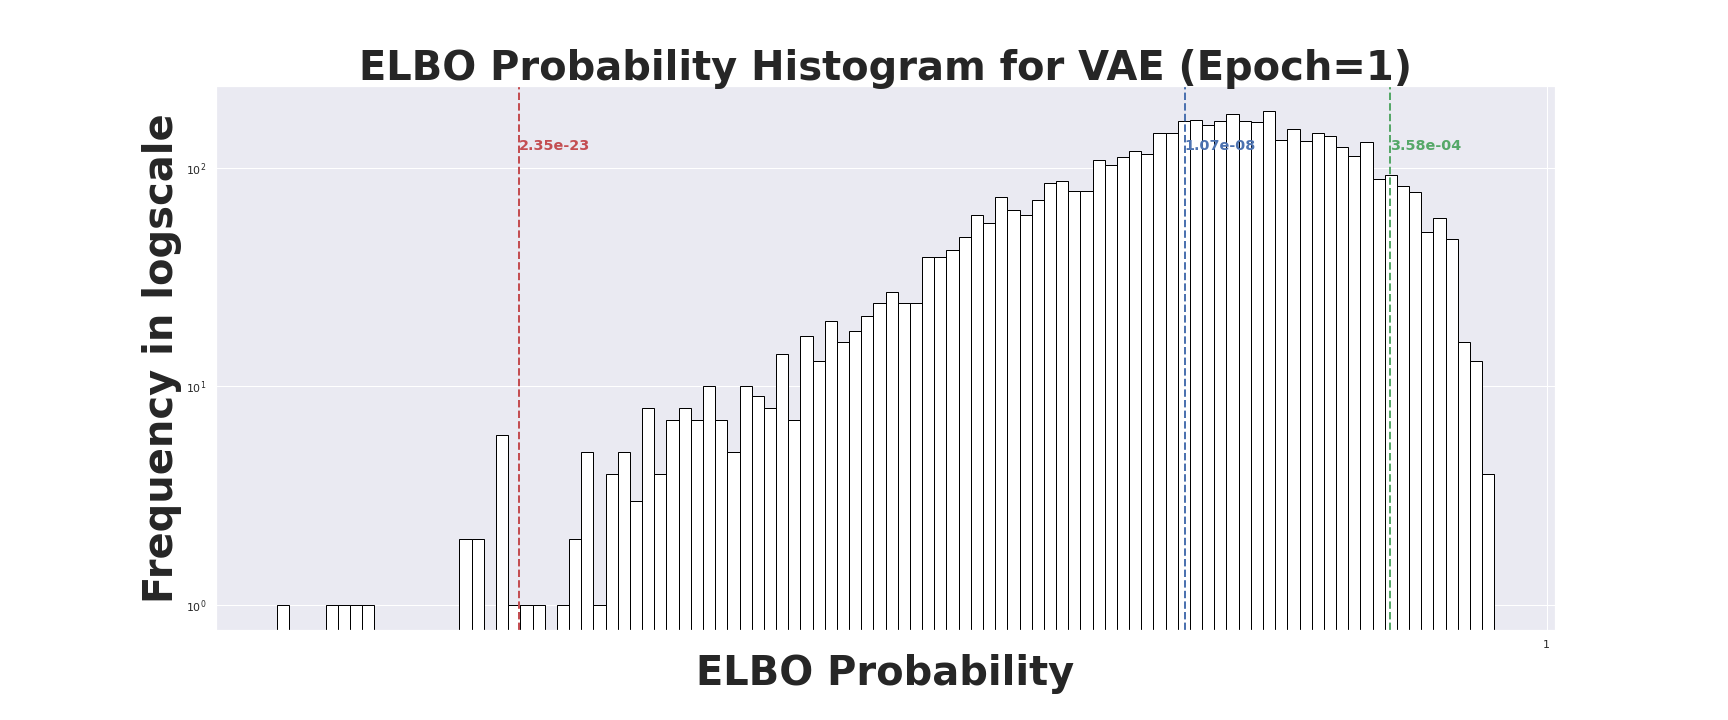 ELBO Probability Histogram for VAE (Epoch=1)
Frequency in logscale
10²
10¹
10⁰
2.35e-23
1.07e-08
3.58e-04
1
ELBO Probability